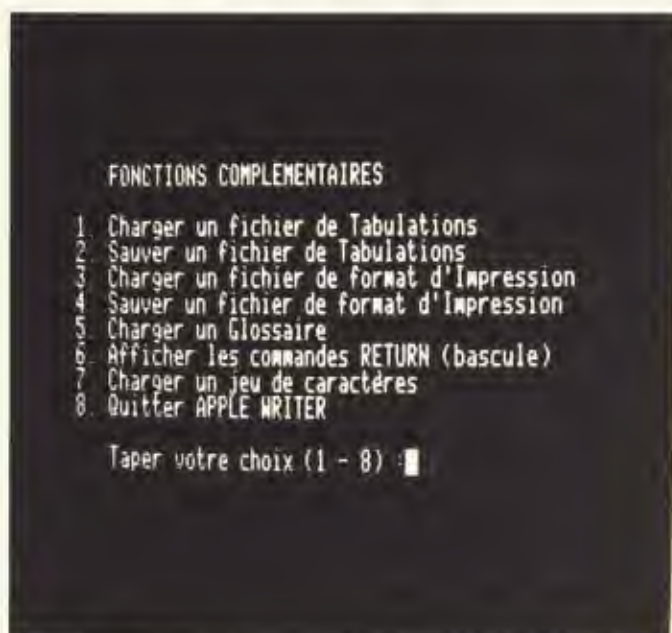 FONCTIONS COMPLEMENTAIRES
1. Charger un fichier de Tabulations
2. Sauver un fichier de Tabulations
3. Charger un fichier de format d'Impression
4. Sauver un fichier de format d'Impression
5. Charger un Glossaire
6. Afficher les commandes RETURN (bascule)
7. Charger un jeu de caractères
8. Quitter APPLE WRITER
Taper votre choix (1 - 8) :